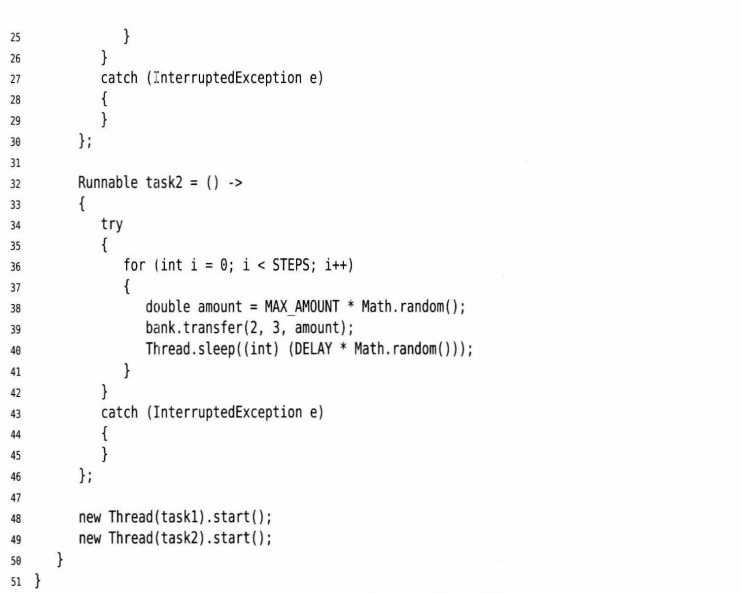 25             }
26          }
27          catch (InterruptedException e)
28          {
29          }
30       };
31
32       Runnable task2 = () ->
33       {
34          try
35          {
36             for (int i = 0; i < STEPS; i++)
37             {
38                double amount = MAX_AMOUNT * Math.random();
39                bank.transfer(2, 3, amount);
40                Thread.sleep((int) (DELAY * Math.random()));
41             }
42          }
43          catch (InterruptedException e)
44          {
45          }
46       };
47
48       new Thread(task1).start();
49       new Thread(task2).start();
50    }
51 }